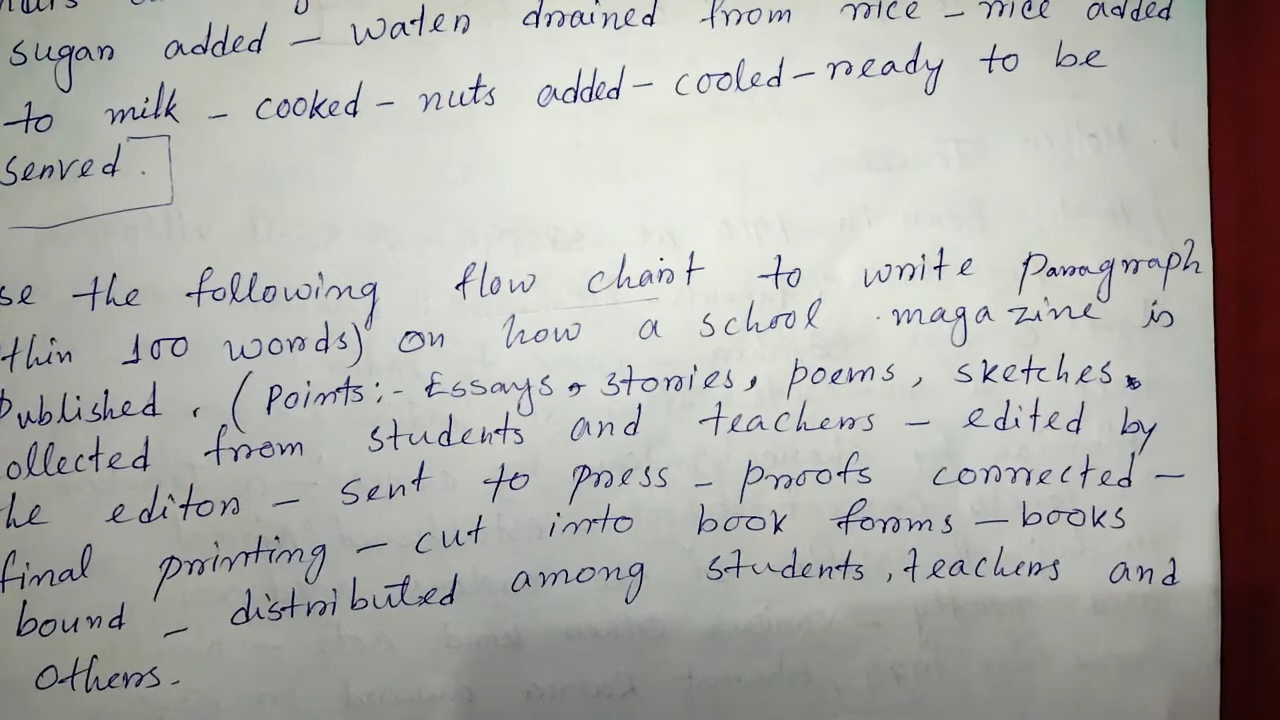 sugar added – water drained from rice – rice added
to milk – cooked – nuts added – cooled – ready to be
served.
se the following flow chart to write paragraph
thin 100 words) on how a school magazine is
published. (Points:- Essays, stories, poems, sketches
ollected from students and teachers – edited by
he editor – sent to press – proofs corrected –
final printing – cut into book forms – books
bound – distributed among students, teachers and
others.